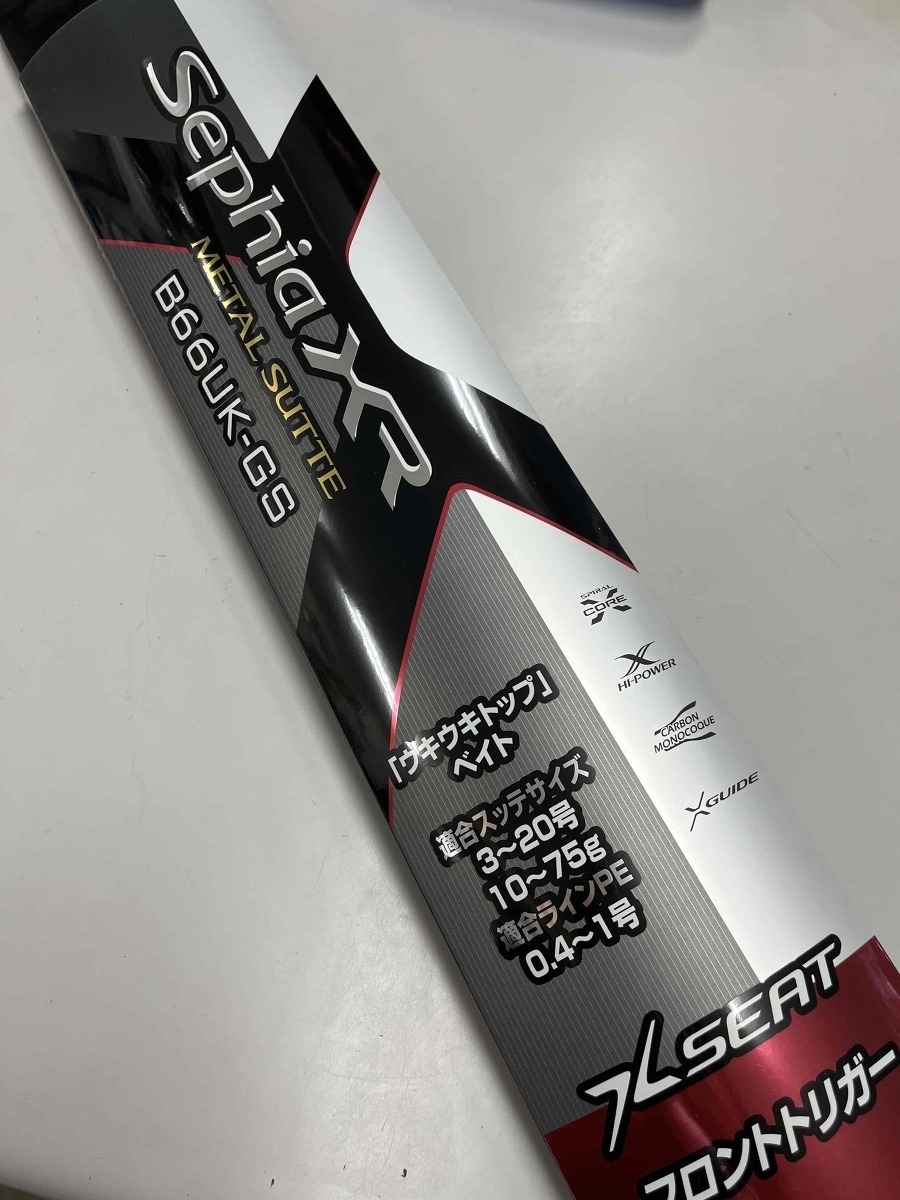 Sephia XR
METAL SUTTE
B66UK-GS
SPIRAL
X
CORE
HI-POWER
CARBON
MONOCOQUE
XGUIDE
「ウキウキトップ」
ベイト
適合スッテサイズ
3～20号
10～75g
適合ラインPE
0.4～1号
X SEAT
フロントトリガー